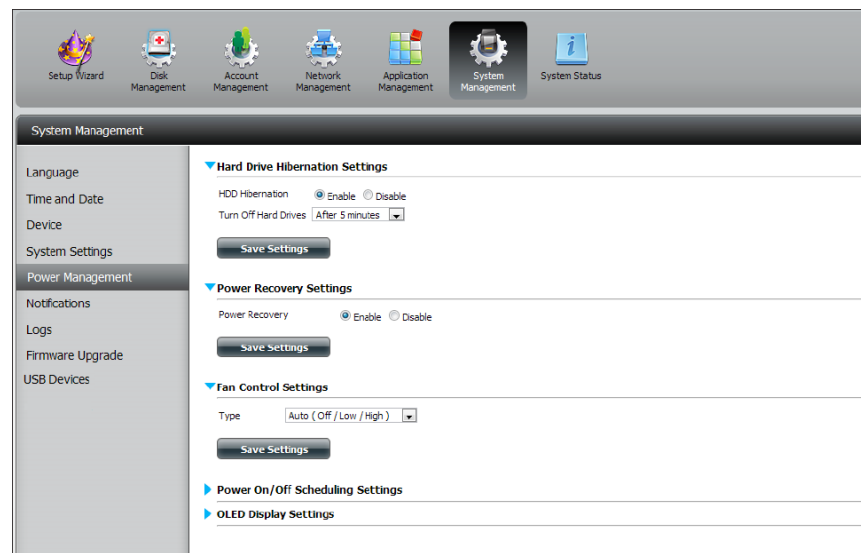 Setup Wizard
Disk
Management
Account
Management
Network
Management
Application
Management
System
Management
System Status
System Management
Language
Time and Date
Device
System Settings
Power Management
Notifications
Logs
Firmware Upgrade
USB Devices
Hard Drive Hibernation Settings
HDD Hibernation Enable Disable
Turn Off Hard Drives After 5 minutes
Save Settings
Power Recovery Settings
Power Recovery Enable Disable
Save Settings
Fan Control Settings
Type Auto ( Off / Low / High )
Save Settings
Power On/Off Scheduling Settings
OLED Display Settings